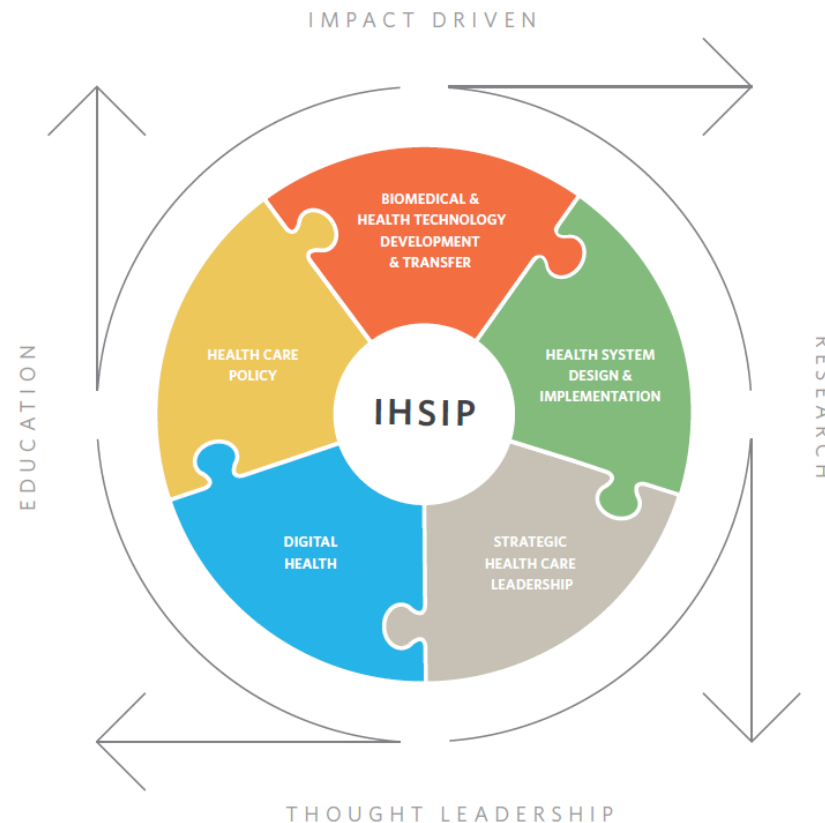 IMPACT DRIVEN
BIOMEDICAL &
HEALTH TECHNOLOGY
DEVELOPMENT
& TRANSFER
HEALTH CARE
POLICY
HEALTH SYSTEM
DESIGN &
IMPLEMENTATION
EDUCATION
IHSIP
RESEARCH
DIGITAL
HEALTH
STRATEGIC
HEALTH CARE
LEADERSHIP
THOUGHT LEADERSHIP